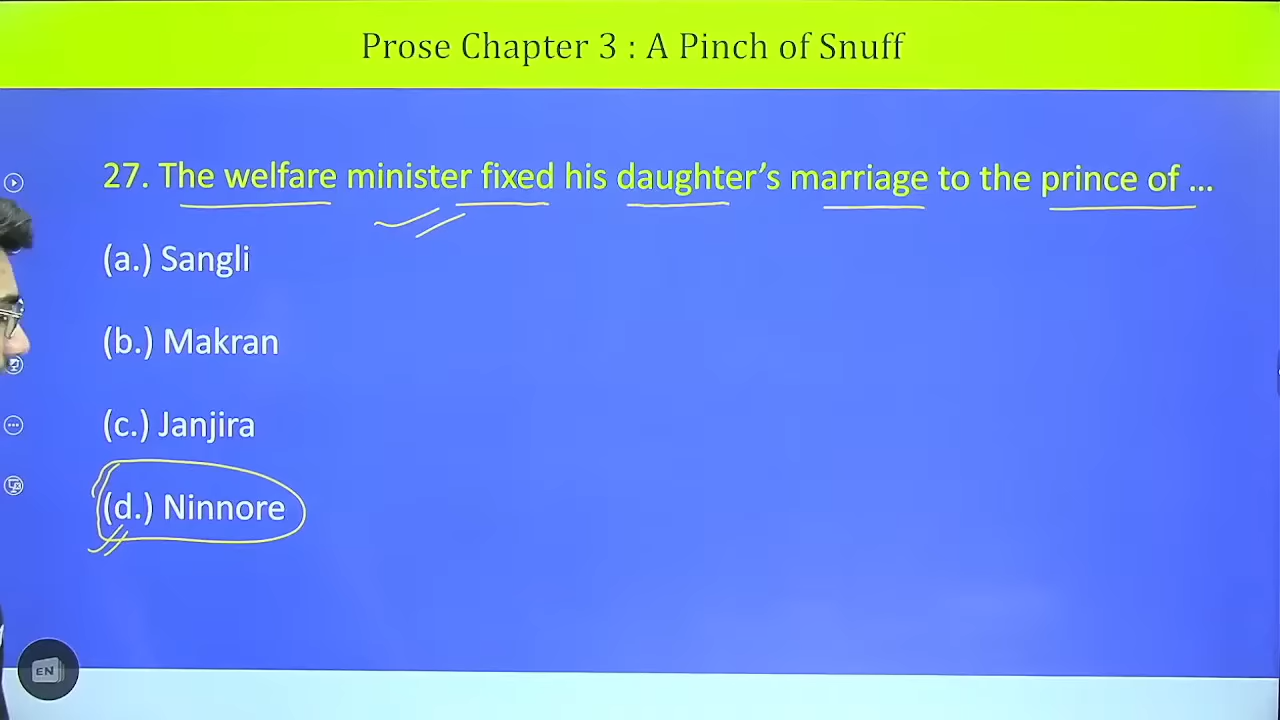 Prose Chapter 3 : A Pinch of Snuff
27. The welfare minister fixed his daughter's marriage to the prince of ...
(a.) Sangli
(b.) Makran
(c.) Janjira
(d.) Ninnore
EN